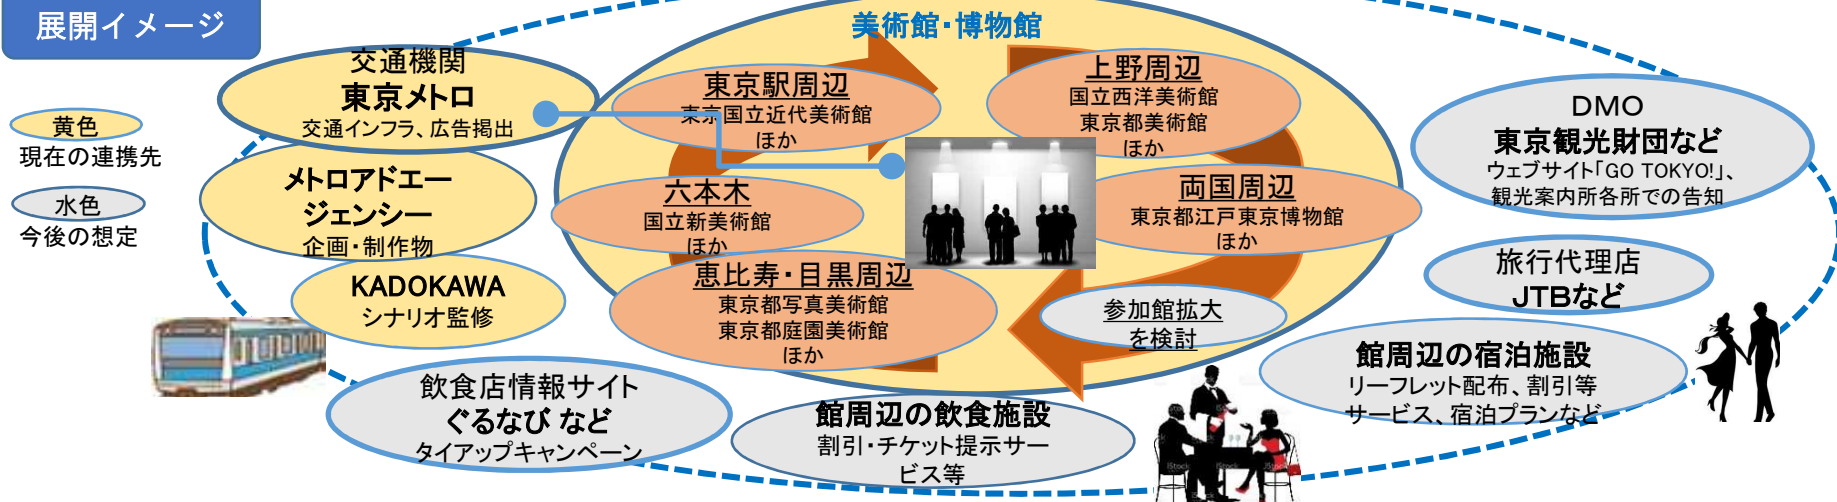 展開イメージ
黄色
現在の連携先
水色
今後の想定
交通機関
東京メトロ
交通インフラ、広告掲出
メトロアドエー
ジェンシー
企画・制作物
KADOKAWA
シナリオ監修
美術館・博物館
東京駅周辺
東京国立近代美術館
ほか
上野周辺
国立西洋美術館
東京都美術館
ほか
六本木
国立新美術館
ほか
両国周辺
東京都江戸東京博物館
ほか
恵比寿・目黒周辺
東京都写真美術館
東京都庭園美術館
ほか
参加館拡大
を検討
DMO
東京観光財団など
ウェブサイト「GO TOKYO!」、
観光案内所各所での告知
旅行代理店
JTBなど
館周辺の宿泊施設
リーフレット配布、割引等
サービス、宿泊プランなど
飲食店情報サイト
ぐるなび など
タイアップキャンペーン
館周辺の飲食施設
割引・チケット提示サー
ビス等
iStock
iStock